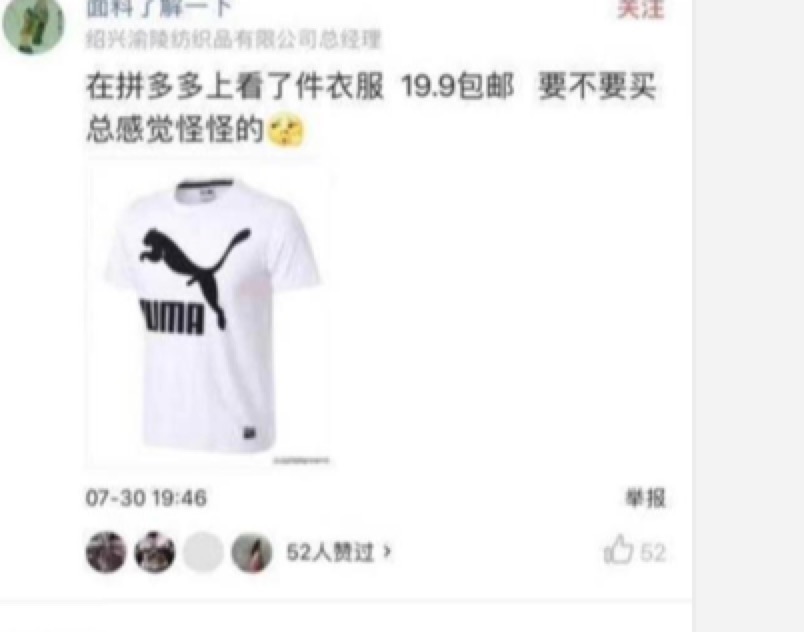 面料了解一下
关注
绍兴渝陵纺织品有限公司总经理
在拼多多上看了件衣服 19.9包邮 要不要买
总感觉怪怪的
UMA
07-30 19:46
举报
52人赞过
52